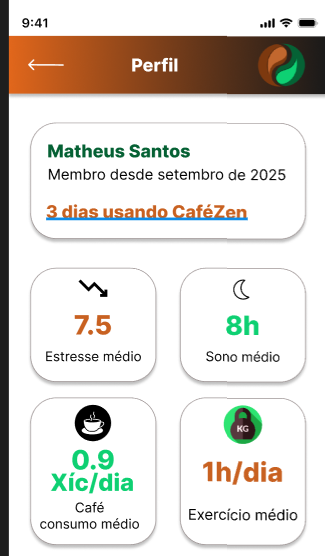 9:41
Perfil
Matheus Santos
Membro desde setembro de 2025
3 dias usando CaféZen
7.5
Estresse médio
8h
Sono médio
0.9
Xíc/dia
Café
consumo médio
KG
1h/dia
Exercício médio